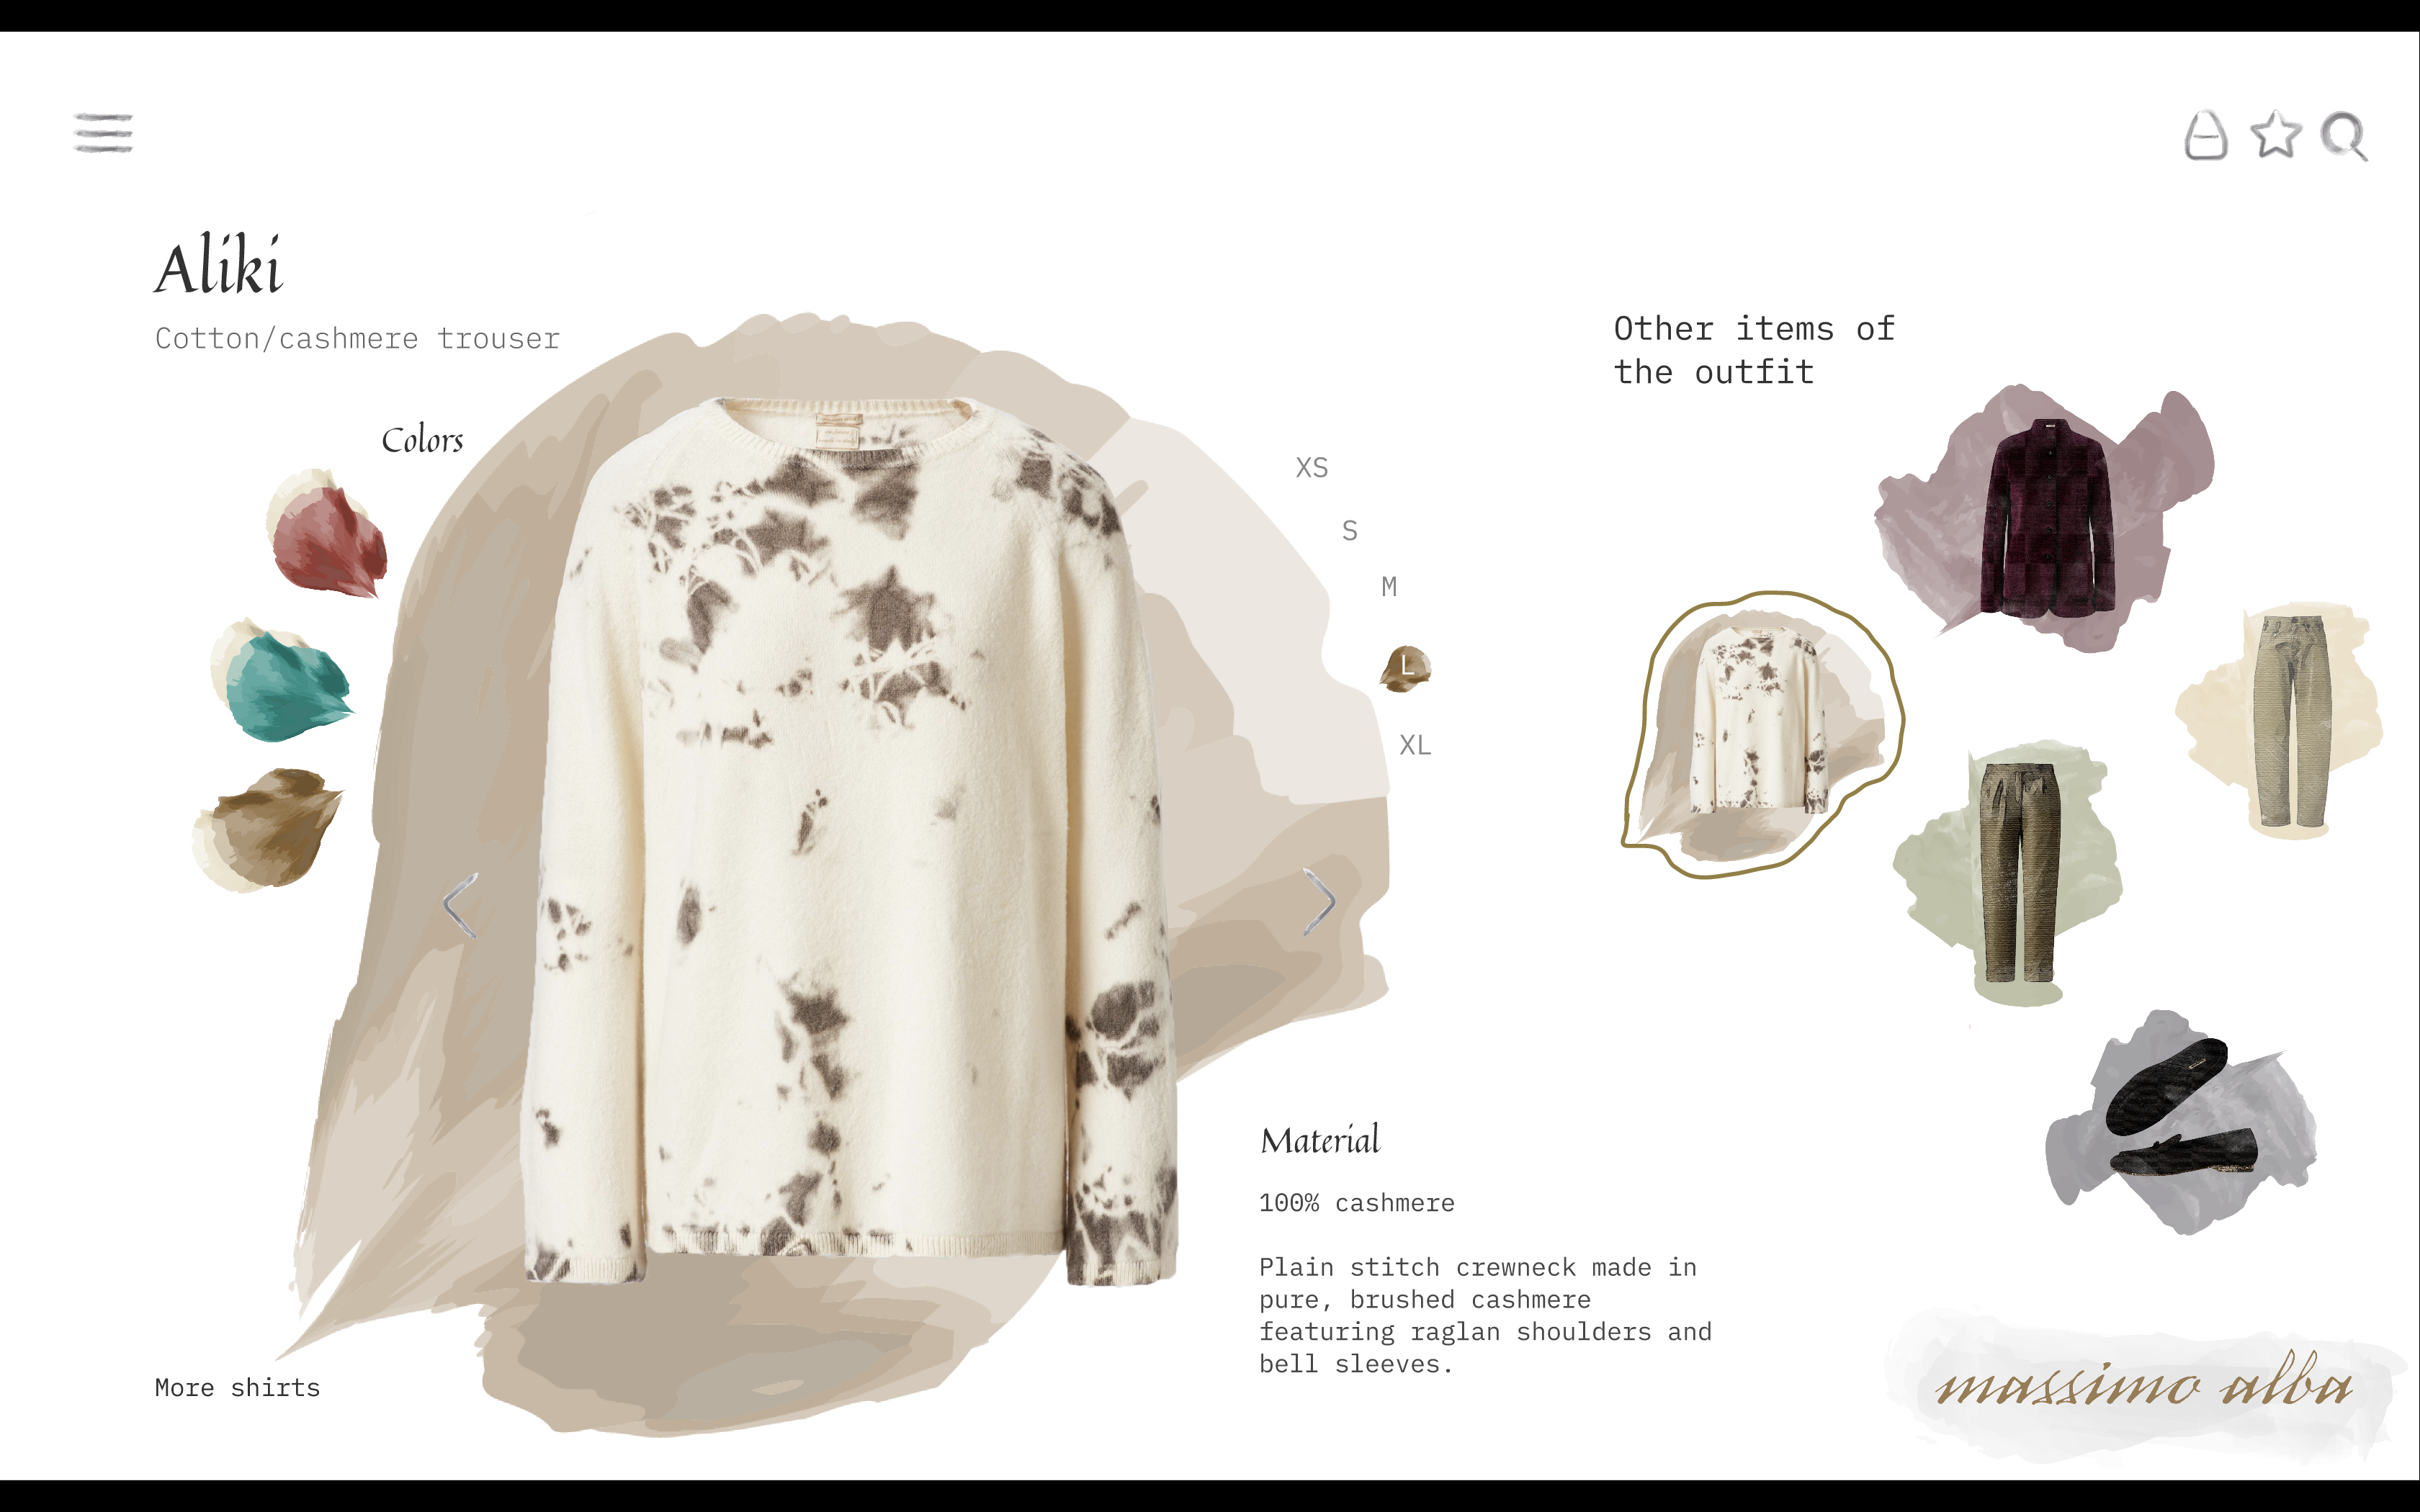 Aliki
Cotton/cashmere trouser
Colors
XS
S
M
L
XL
Other items of
the outfit
Material
100% cashmere
Plain stitch crewneck made in
pure, brushed cashmere
featuring raglan shoulders and
bell sleeves.
More shirts
massimo alba